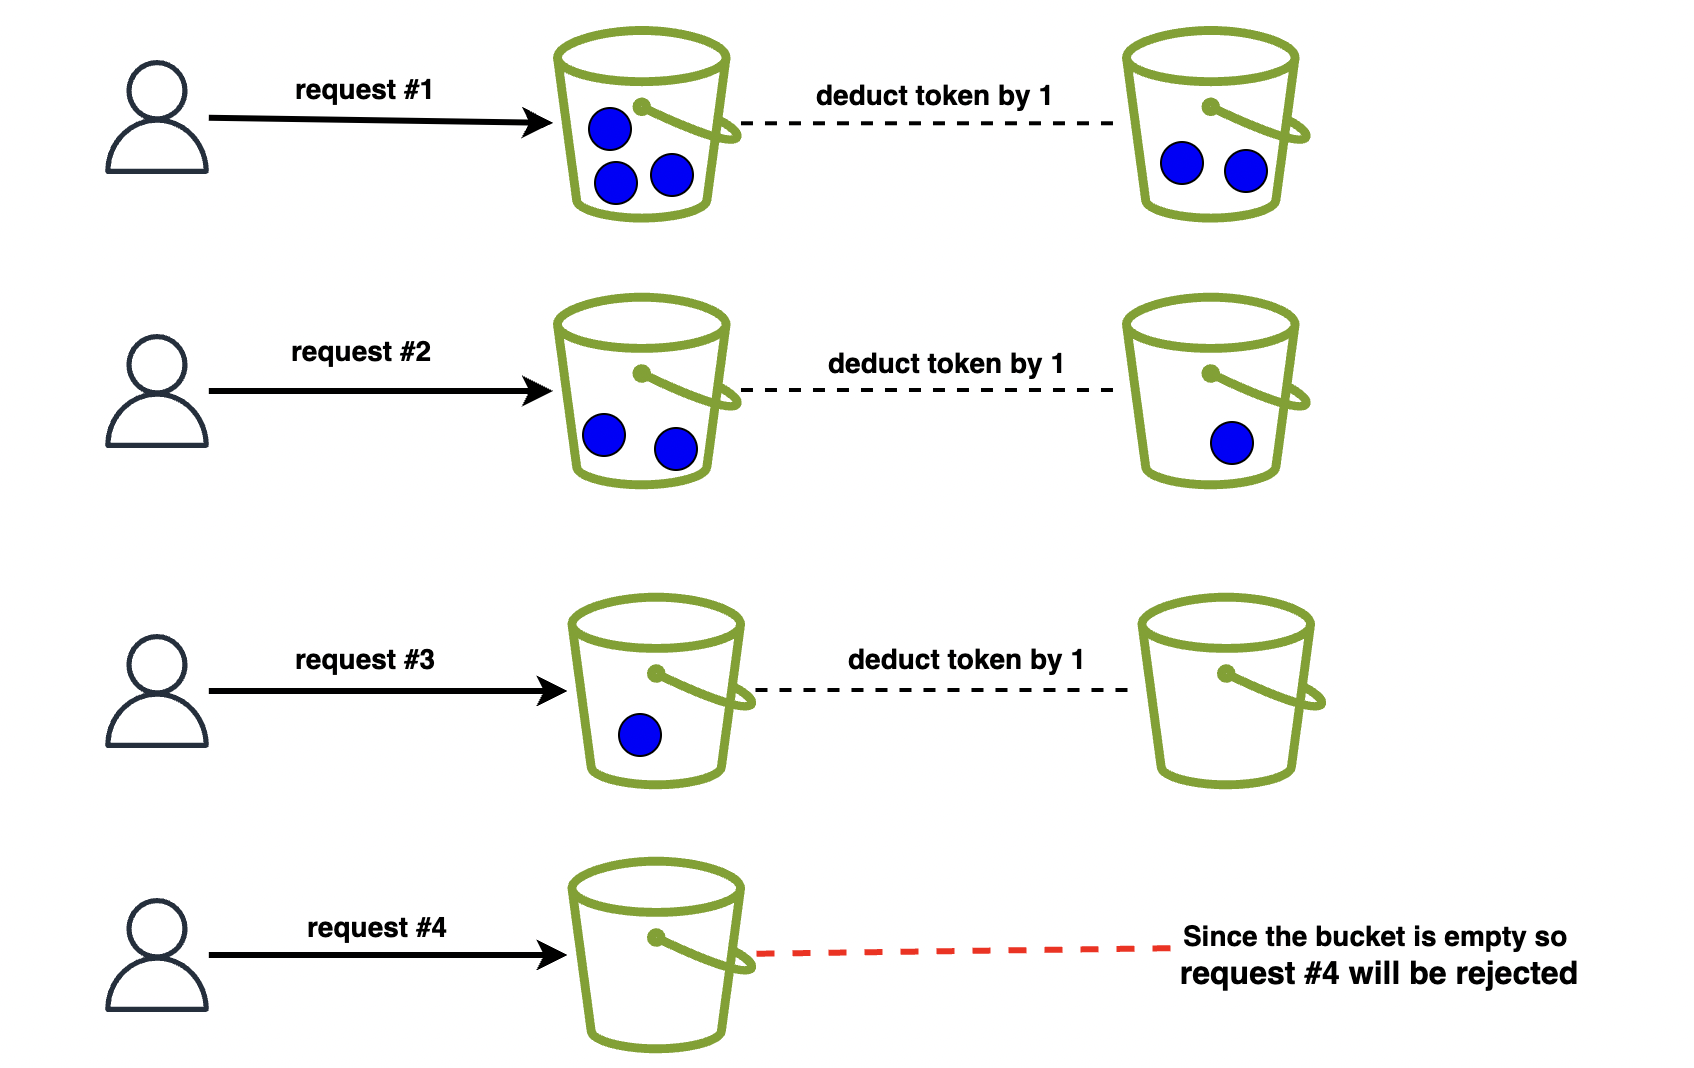 request #1
deduct token by 1
request #2
deduct token by 1
request #3
deduct token by 1
request #4
Since the bucket is empty so
request #4 will be rejected